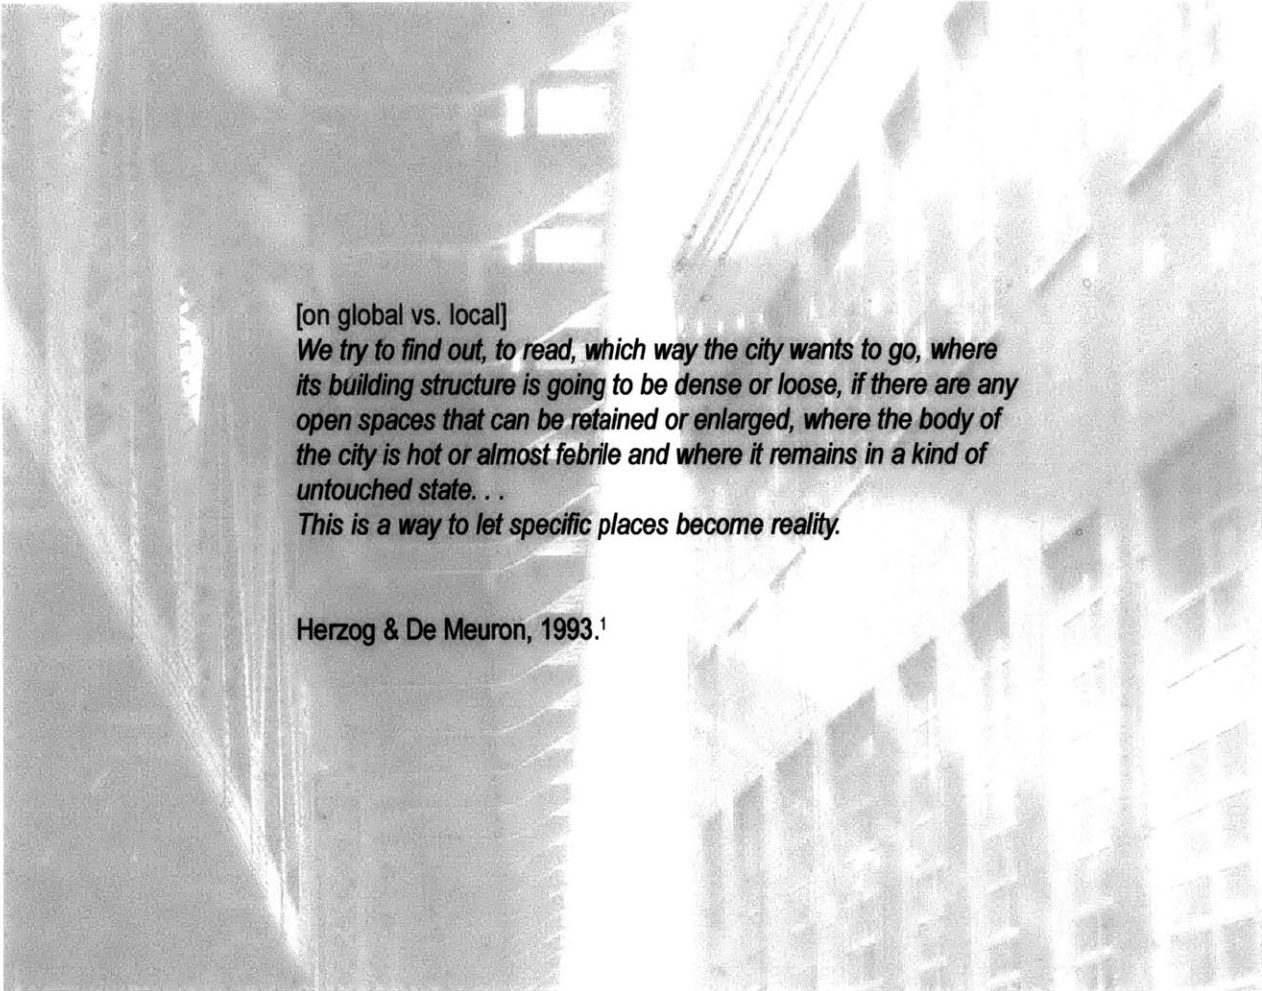 [on global vs. local]
We try to find out, to read, which way the city wants to go, where
its building structure is going to be dense or loose, if there are any
open spaces that can be retained or enlarged, where the body of
the city is hot or almost febrile and where it remains in a kind of
untouched state. . .
This is a way to let specific places become reality.
Herzog & De Meuron, 1993.¹